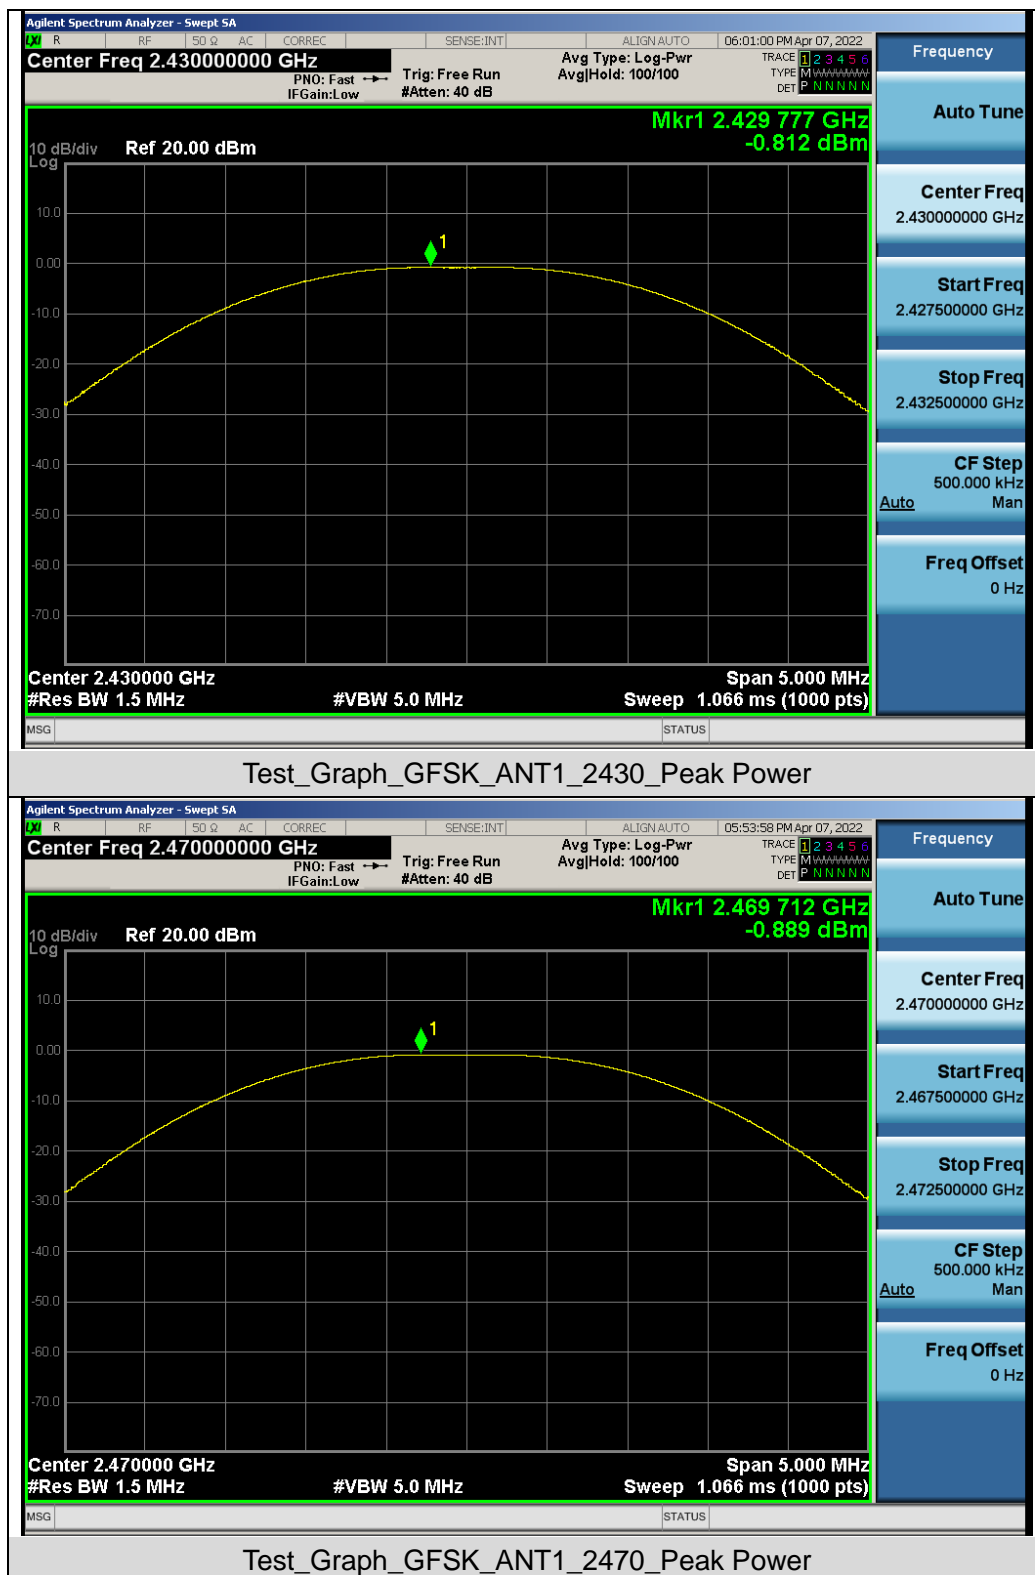 Agilent Spectrum Analyzer - Swept SA
LXI R RF 50 Ω AC CORREC SENSE:INT ALIGN AUTO 06:01:00 PM Apr 07, 2022
Center Freq 2.430000000 GHz
PNO: Fast
IFGain:Low
Trig: Free Run
#Atten: 40 dB
Avg Type: Log-Pwr
Avg|Hold: 100/100
TRACE 1 2 3 4 5 6
TYPE M
DET P N N N N N
Mkr1 2.429 777 GHz
-0.812 dBm
10 dB/div Ref 20.00 dBm
Log
10.0
1
0.00
-10.0
-20.0
-30.0
-40.0
-50.0
-60.0
-70.0
Center 2.430000 GHz Span 5.000 MHz
#Res BW 1.5 MHz #VBW 5.0 MHz Sweep 1.066 ms (1000 pts)
MSG STATUS
Frequency
Auto Tune
Center Freq
2.430000000 GHz
Start Freq
2.427500000 GHz
Stop Freq
2.432500000 GHz
CF Step
500.000 kHz
Auto Man
Freq Offset
0 Hz
Test_Graph_GFSK_ANT1_2430_Peak Power
Agilent Spectrum Analyzer - Swept SA
LXI R RF 50 Ω AC CORREC SENSE:INT ALIGN AUTO 05:53:58 PM Apr 07, 2022
Center Freq 2.470000000 GHz
PNO: Fast
IFGain:Low
Trig: Free Run
#Atten: 40 dB
Avg Type: Log-Pwr
Avg|Hold: 100/100
TRACE 1 2 3 4 5 6
TYPE M
DET P N N N N N
Mkr1 2.469 712 GHz
-0.889 dBm
10 dB/div Ref 20.00 dBm
Log
10.0
1
0.00
-10.0
-20.0
-30.0
-40.0
-50.0
-60.0
-70.0
Center 2.470000 GHz Span 5.000 MHz
#Res BW 1.5 MHz #VBW 5.0 MHz Sweep 1.066 ms (1000 pts)
MSG STATUS
Frequency
Auto Tune
Center Freq
2.470000000 GHz
Start Freq
2.467500000 GHz
Stop Freq
2.472500000 GHz
CF Step
500.000 kHz
Auto Man
Freq Offset
0 Hz
Test_Graph_GFSK_ANT1_2470_Peak Power